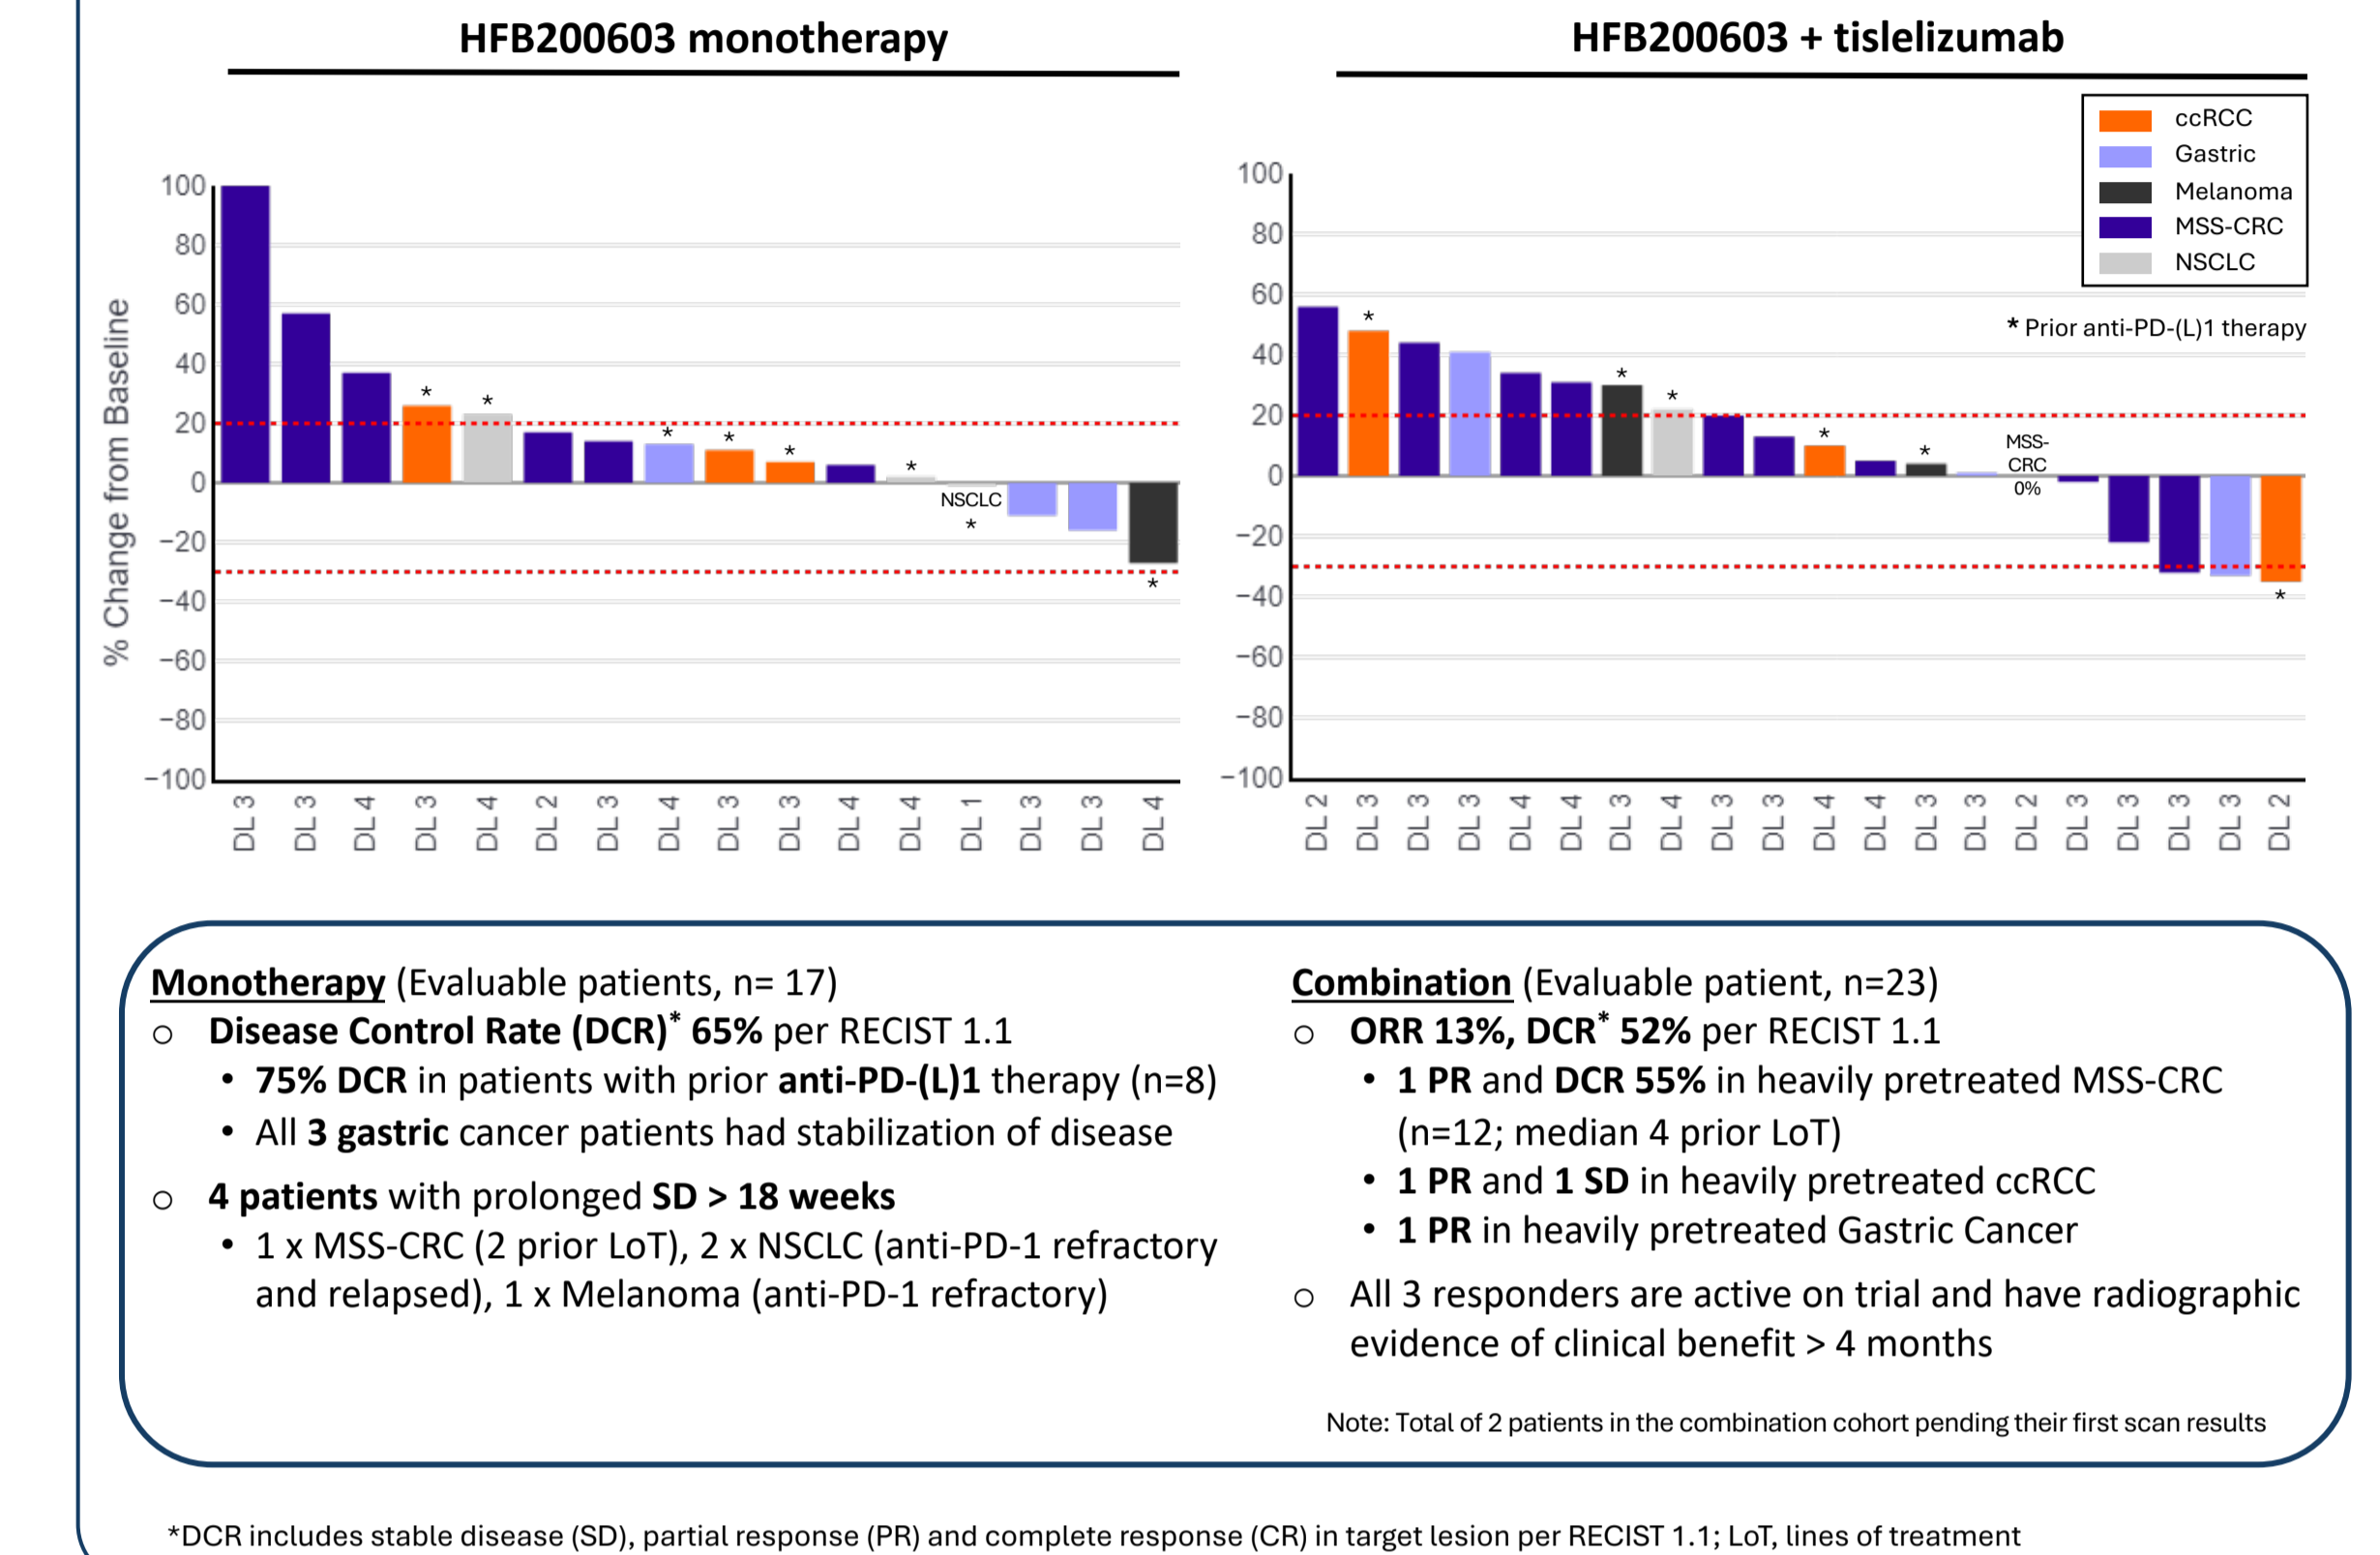 HFB200603 monotherapy
% Change from Baseline
100
80
60
40
20
0
−20
−40
−60
−80
−100
*
*
*
*
*
*
NSCLC
*
*
DL 3
DL 3
DL 4
DL 3
DL 4
DL 2
DL 3
DL 4
DL 3
DL 3
DL 4
DL 4
DL 1
DL 3
DL 3
DL 4
HFB200603 + tislelizumab
ccRCC
Gastric
Melanoma
MSS-CRC
NSCLC
* Prior anti-PD-(L)1 therapy
100
80
60
40
20
0
−20
−40
−60
−80
−100
*
*
*
*
*
MSS-
CRC
0%
*
DL 2
DL 3
DL 3
DL 3
DL 4
DL 4
DL 3
DL 4
DL 3
DL 3
DL 4
DL 4
DL 3
DL 3
DL 2
DL 3
DL 3
DL 3
DL 3
DL 2
Monotherapy (Evaluable patients, n= 17)
○ Disease Control Rate (DCR)* 65% per RECIST 1.1
• 75% DCR in patients with prior anti-PD-(L)1 therapy (n=8)
• All 3 gastric cancer patients had stabilization of disease
○ 4 patients with prolonged SD > 18 weeks
• 1 x MSS-CRC (2 prior LoT), 2 x NSCLC (anti-PD-1 refractory
and relapsed), 1 x Melanoma (anti-PD-1 refractory)
Combination (Evaluable patient, n=23)
○ ORR 13%, DCR* 52% per RECIST 1.1
• 1 PR and DCR 55% in heavily pretreated MSS-CRC
(n=12; median 4 prior LoT)
• 1 PR and 1 SD in heavily pretreated ccRCC
• 1 PR in heavily pretreated Gastric Cancer
○ All 3 responders are active on trial and have radiographic
evidence of clinical benefit > 4 months
Note: Total of 2 patients in the combination cohort pending their first scan results
*DCR includes stable disease (SD), partial response (PR) and complete response (CR) in target lesion per RECIST 1.1; LoT, lines of treatment